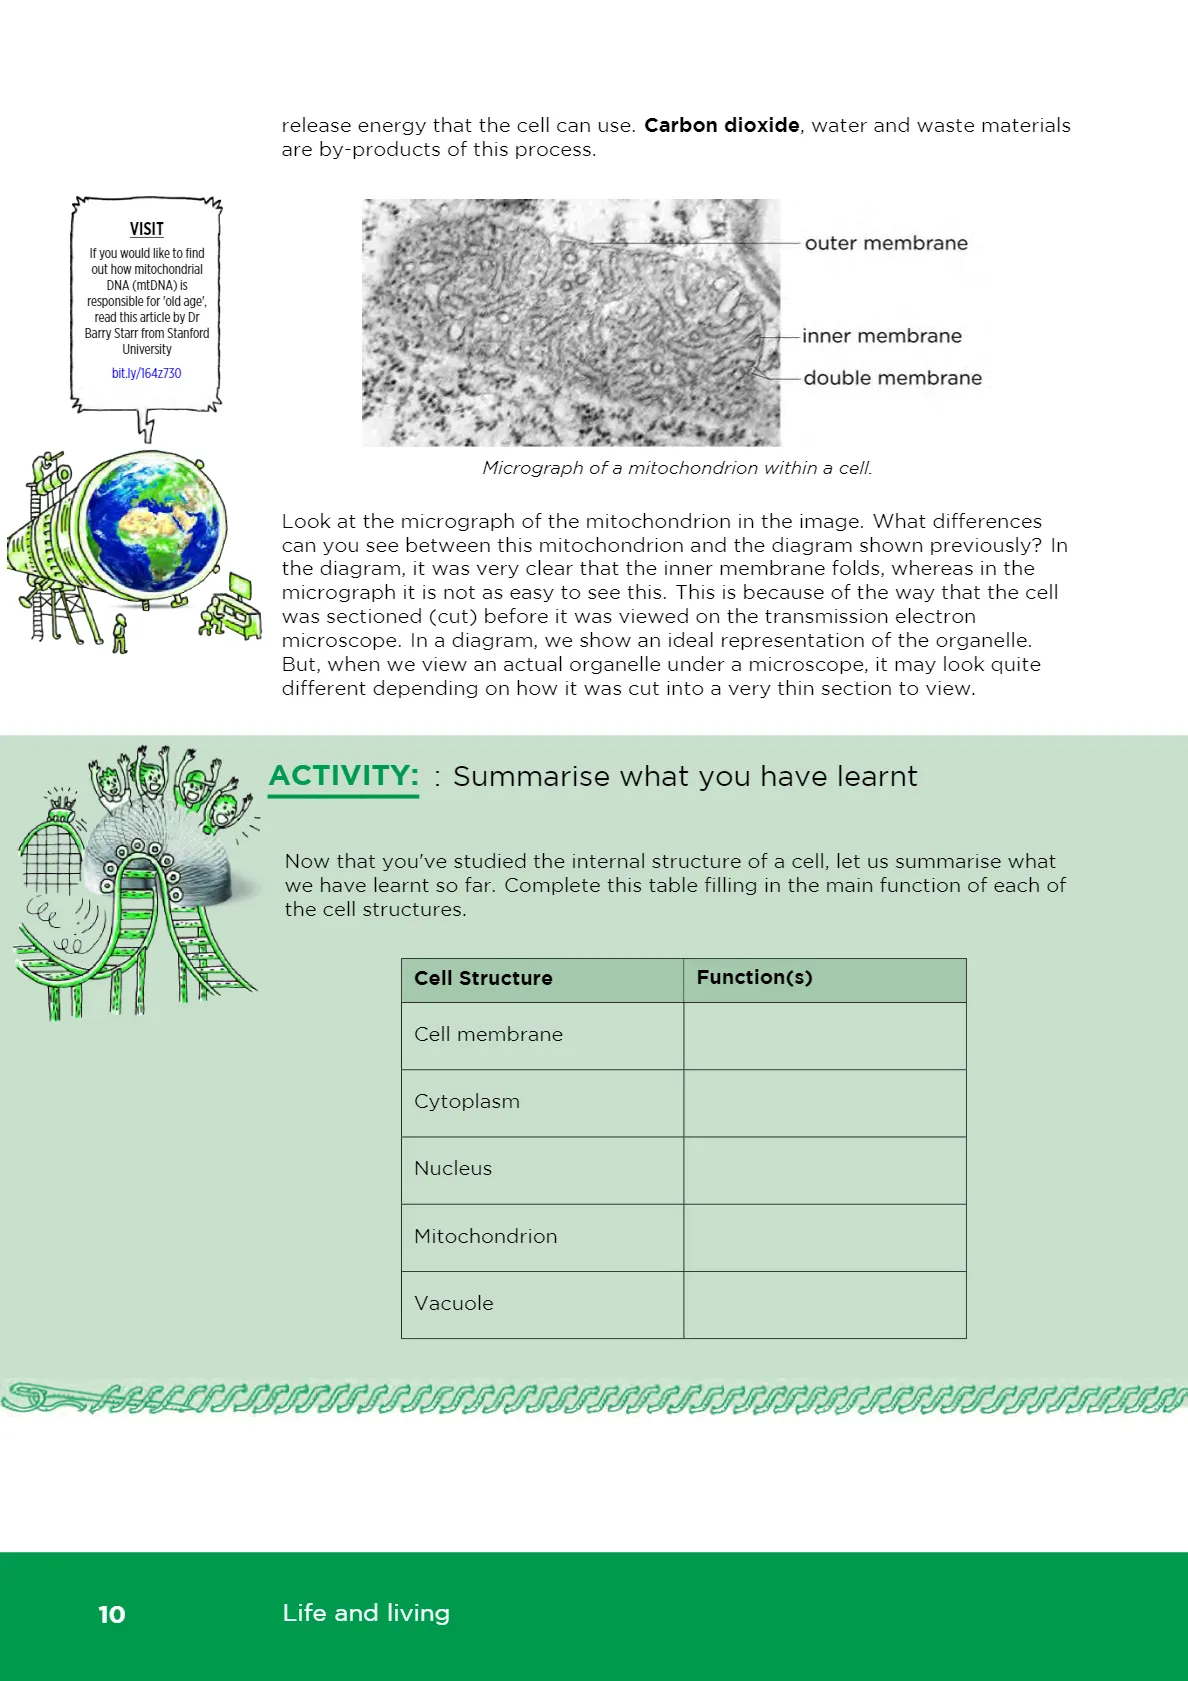 release energy that the cell can use. Carbon dioxide, water and waste materials
are by-products of this process.
VISIT
If you would like to find
out how mitochondrial
DNA (mtDNA) is
responsible for 'old age',
read this article by Dr
Barry Starr from Stanford
University
bit.ly/164z730
outer membrane
inner membrane
double membrane
Micrograph of a mitochondrion within a cell.
Look at the micrograph of the mitochondrion in the image. What differences
can you see between this mitochondrion and the diagram shown previously? In
the diagram, it was very clear that the inner membrane folds, whereas in the
micrograph it is not as easy to see this. This is because of the way that the cell
was sectioned (cut) before it was viewed on the transmission electron
microscope. In a diagram, we show an ideal representation of the organelle.
But, when we view an actual organelle under a microscope, it may look quite
different depending on how it was cut into a very thin section to view.
ACTIVITY: : Summarise what you have learnt
Now that you've studied the internal structure of a cell, let us summarise what
we have learnt so far. Complete this table filling in the main function of each of
the cell structures.
Cell Structure Function(s)
Cell membrane
Cytoplasm
Nucleus
Mitochondrion
Vacuole
10 Life and living